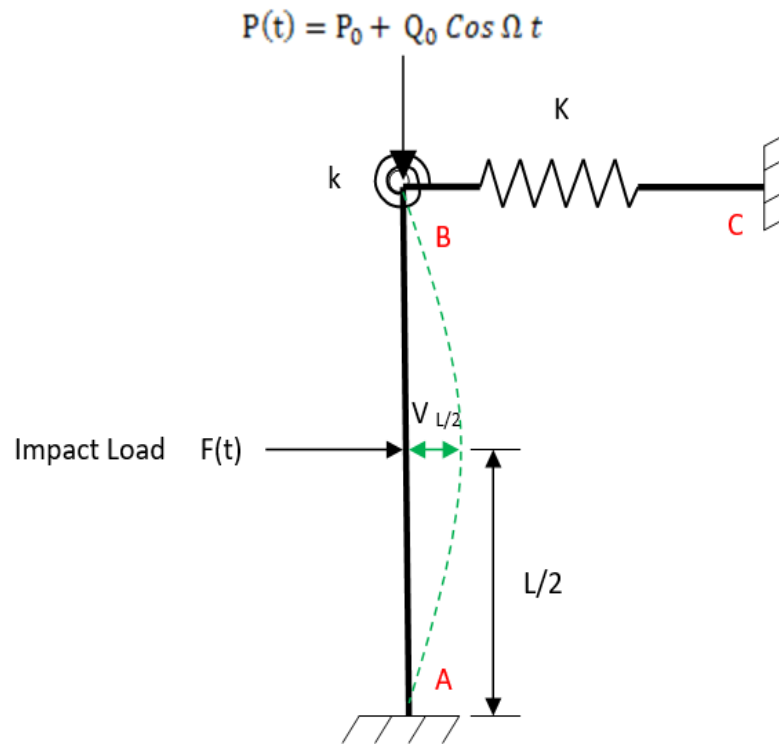 P(t) = P₀ + Q₀ Cos Ω t
K
k
B
C
V L/2
Impact Load F(t)
L/2
A